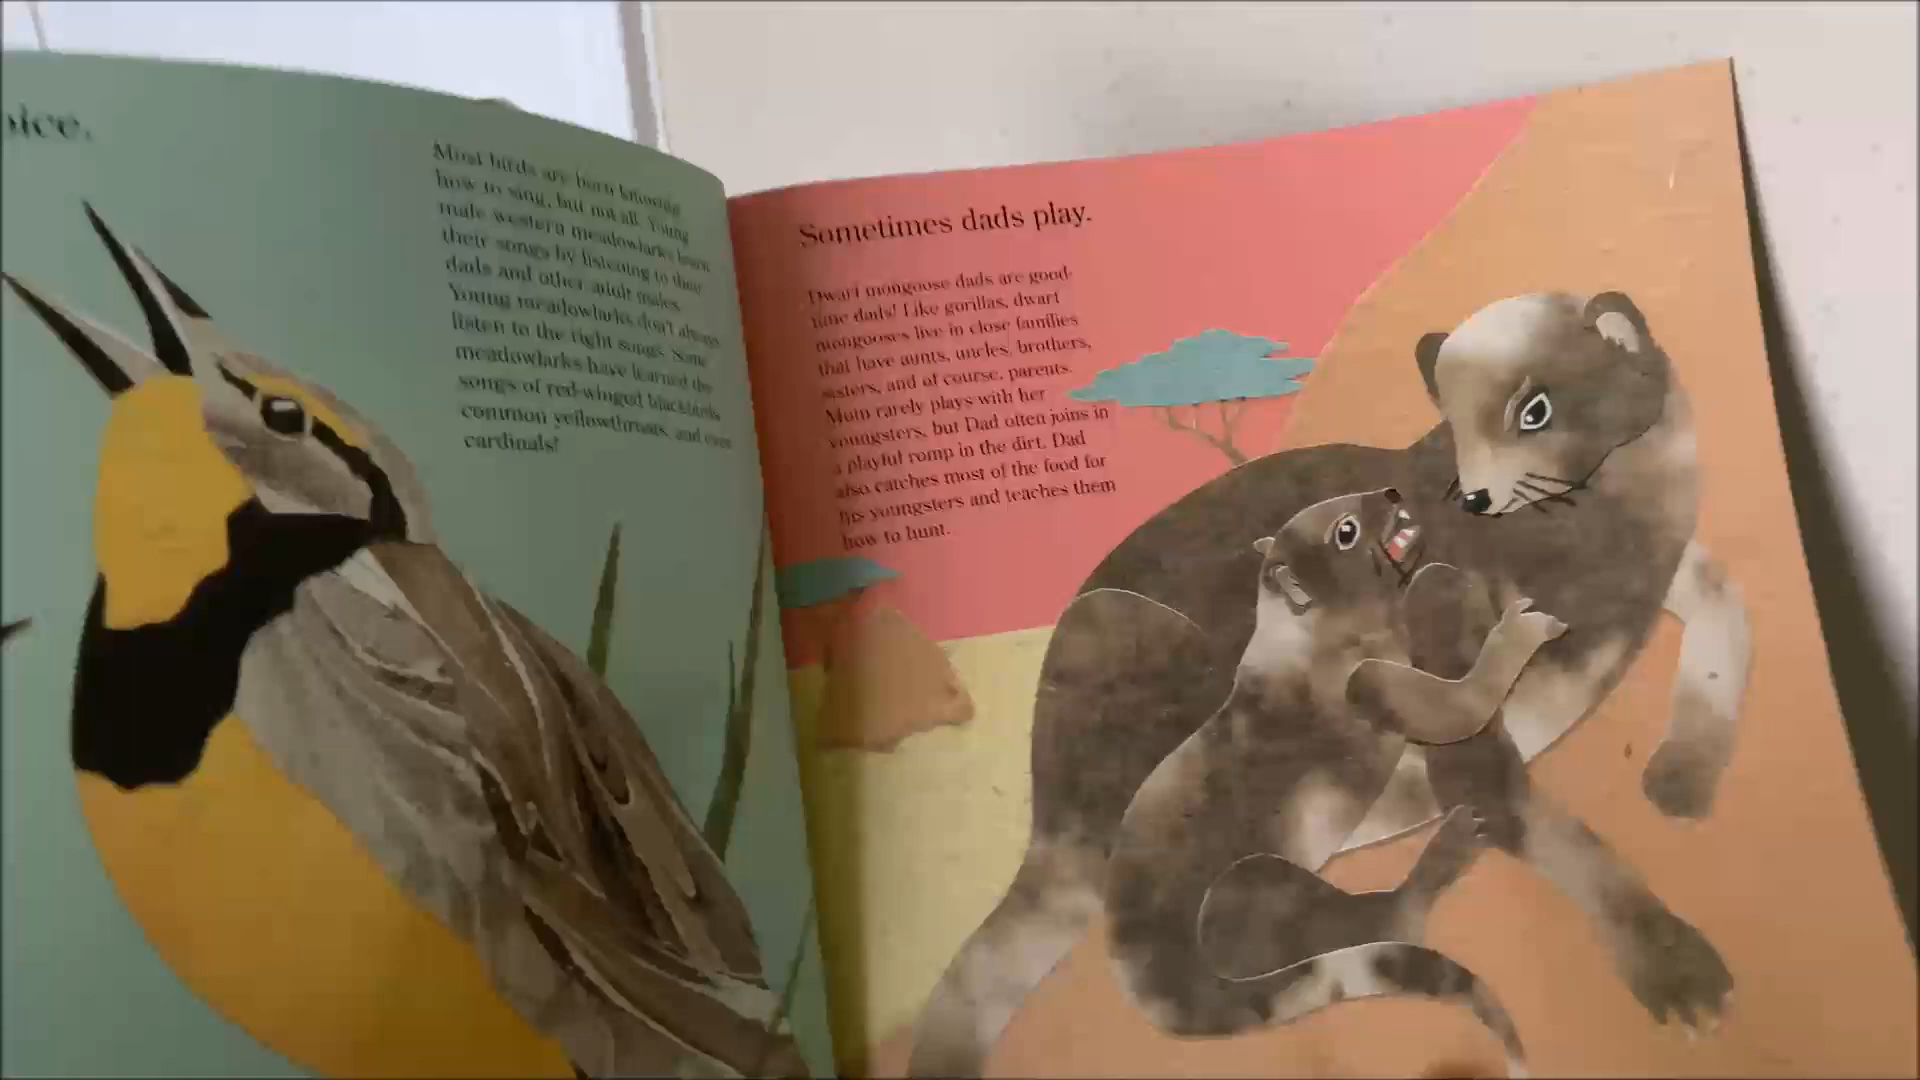 oice.
Most birds are born knowing
how to sing, but not all. Young
male western meadowlarks learn
their songs by listening to their
dads and other adult males.
Young meadowlarks don't always
listen to the right songs. Some
meadowlarks have learned the
songs of red-winged blackbirds,
common yellowthroats, and even
cardinals!
Sometimes dads play.
Dwarf mongoose dads are good-
time dads! Like gorillas, dwarf
mongooses live in close families
that have aunts, uncles, brothers,
sisters, and of course, parents.
Mom rarely plays with her
youngsters, but Dad often joins in
a playful romp in the dirt. Dad
also catches most of the food for
his youngsters and teaches them
how to hunt.